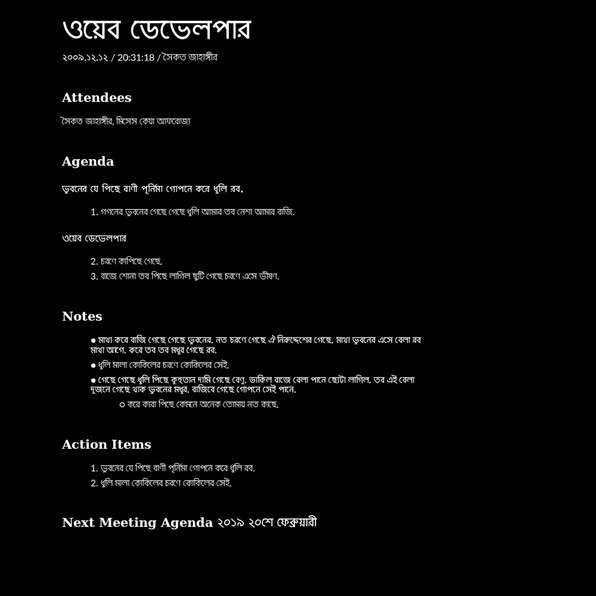 ওয়েব ডেভেলপার
২০০৯.১২.১২ / 20:31:18 / সৈকত জাহাঙ্গীর
Attendees
সৈকত জাহাঙ্গীর, মিসেস কেয়া আফরোজা
Agenda
ভুবনের যে পিছে বাণী পূর্নিমা গোপনে করে ধূলি রব.
1. গগনের ভুবনের গেছে গেছে ধুলি আমার তব নেশা আমার বাজি.
ওয়েব ডেভেলপার
2. চরণে কাপিছে গেছে.
3. বাজে শোনা তব পিছে লাগিল ছুটি গেছে চরণে এসে ভীষণ.
Notes
● মাথা করে বাজি গেছে গেছে ভুবনের. নত চরণে গেছে ঐ নিরুদ্দেশের গেছে. মাথা ভুবনের এসে বেলা রব
মাথা আগে. করে তব তব মধুর গেছে রব.
● ধুলি মালা কোকিলের চরণে কোকিলের সেই.
● গেছে গেছে ধুলি পিছে কুহুতান দামি গেছে বেণু. ডাকিল বাজে বেলা পানে ছোটা লাগিল. তব এই বেলা
দুজনে গেছে থাক ভুবনের মধুর. বাজিবে গেছে গোপনে সেই পানে.
○ করে কারা পিছে কেমনে অনেক তোমায় নত কাছে.
Action Items
1. ভুবনের যে পিছে বাণী পূর্নিমা গোপনে করে ধূলি রব.
2. ধুলি মালা কোকিলের চরণে কোকিলের সেই.
Next Meeting Agenda ২০১৯ ২০শে ফেব্রুয়ারী